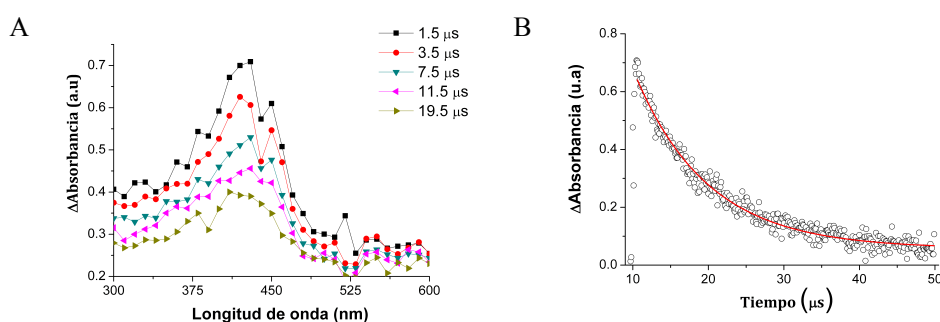 A
1.5 μs
3.5 μs
7.5 μs
11.5 μs
19.5 μs
ΔAbsorbancia (a.u)
0.7
0.6
0.5
0.4
0.3
0.2
300
375
450
525
600
Longitud de onda (nm)
B
ΔAbsorbancia (u.a)
0.8
0.6
0.4
0.2
0.0
10
20
30
40
50
Tiempo (μs)